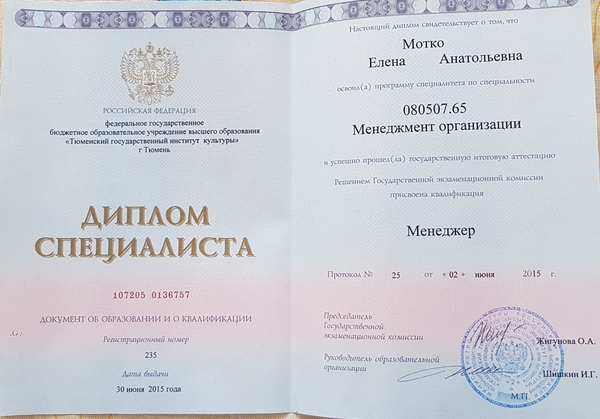 РОССИЙСКАЯ ФЕДЕРАЦИЯ
федеральное государственное
бюджетное образовательное учреждение высшего образования
«Тюменский государственный институт культуры»
г Тюмень
ДИПЛОМ
СПЕЦИАЛИСТА
107205 0136757
ДОКУМЕНТ ОБ ОБРАЗОВАНИИ И О КВАЛИФИКАЦИИ
Регистрационный номер
235
Дата выдачи
30 июня 2015 года
Настоящий диплом свидетельствует о том, что
Мотко
Елена Анатольевна
освоил(а) программу специалитета по специальности
080507.65
Менеджмент организации
и успешно прошел(ла) государственную итоговую аттестацию
Решением Государственной экзаменационной комиссии
присвоена квалификация
Менеджер
Протокол № 25 от « 02 » июня 2015 г.
Председатель
Государственной
экзаменационной комиссии
Жигунова О.А.
Руководитель образовательной
организации
Шишкин И.Г.
М.П.